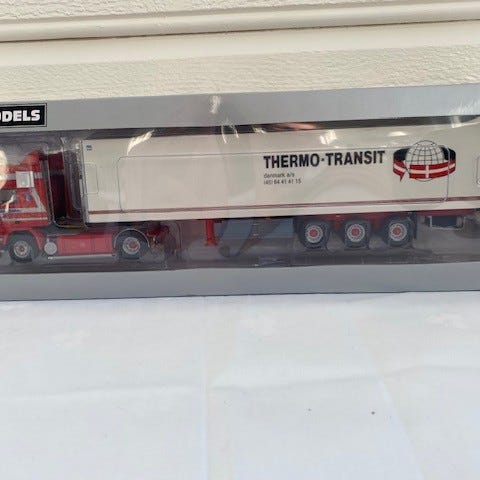 ODELS
THERMO-TRANSIT
danmark a/s
(45) 64 41 41 15